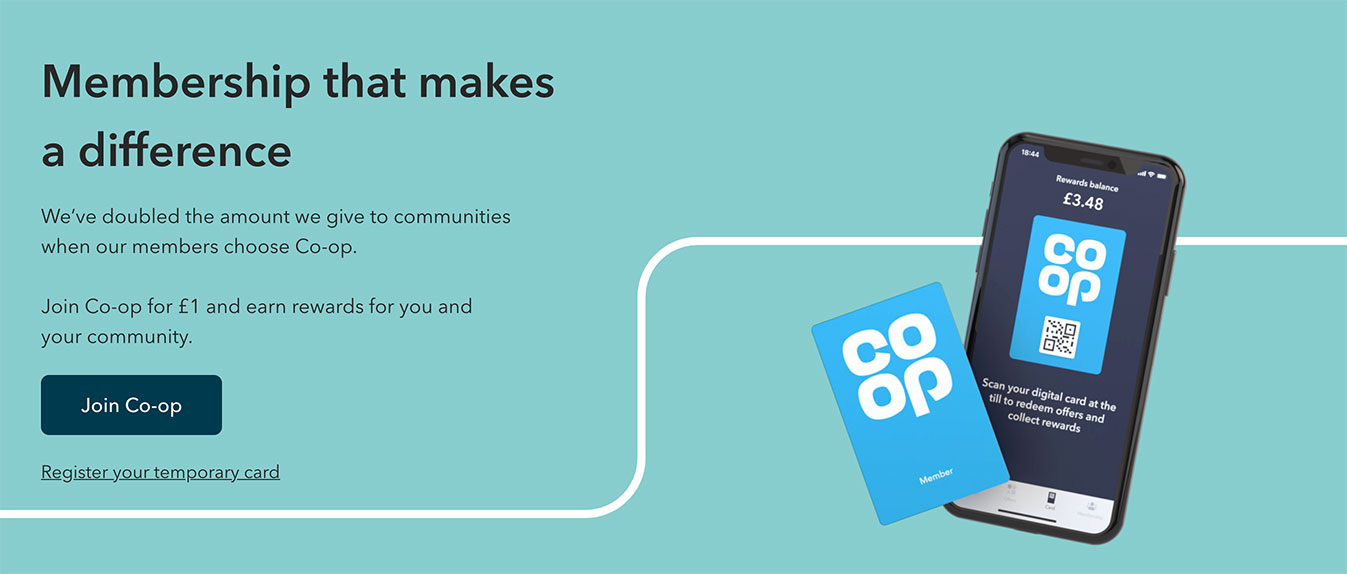 Membership that makes
a difference
We’ve doubled the amount we give to communities
when our members choose Co-op.
Join Co-op for £1 and earn rewards for you and
your community.
Join Co-op
Register your temporary card
co
op
Member
18:44
Rewards balance
£3.48
co
op
Scan your digital card at the
till to redeem offers and
collect rewards
Card